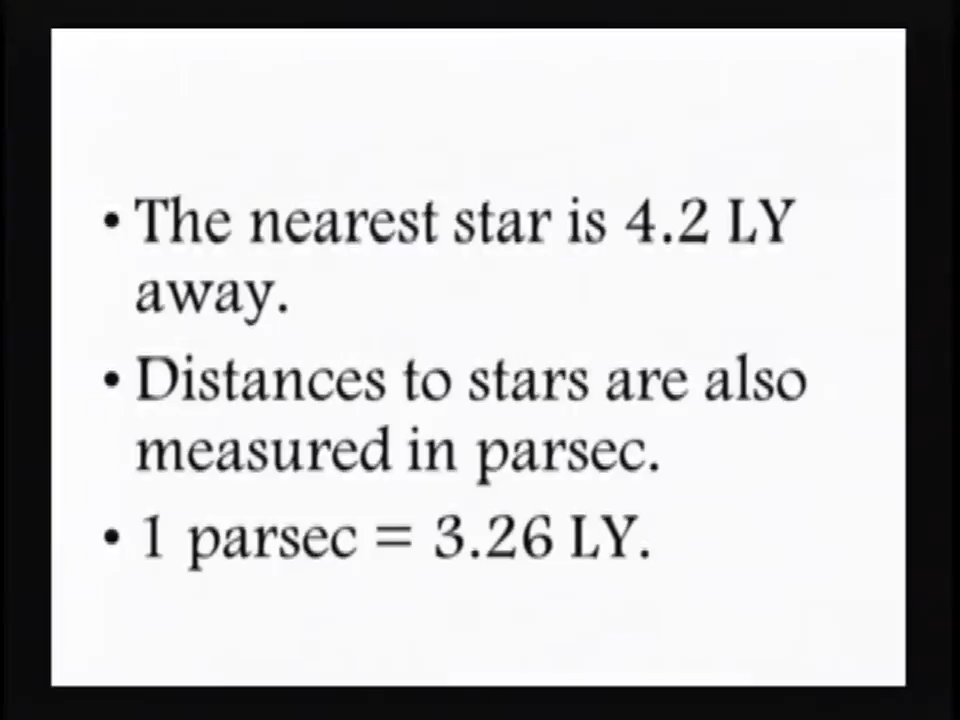 • The nearest star is 4.2 LY
away.
• Distances to stars are also
measured in parsec.
• 1 parsec = 3.26 LY.